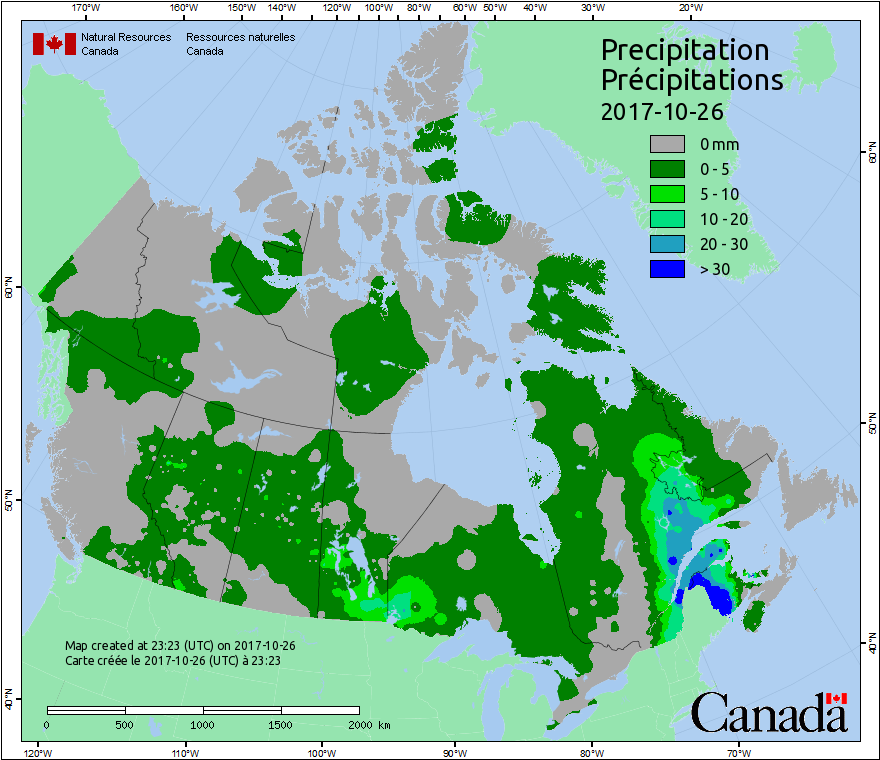 170°W 160°W 150°W 140°W 120°W 100°W 80°W 60°W 50°W 40°W 30°W 20°W
Natural Resources Canada
Ressources naturelles Canada
Precipitation
Précipitations
2017-10-26
0 mm
0 - 5
5 - 10
10 - 20
20 - 30
> 30
60°N
50°N
40°N
60°N
50°N
40°N
Map created at 23:23 (UTC) on 2017-10-26
Carte créée le 2017-10-26 (UTC) à 23:23
0 500 1000 1500 2000 km
Canada
120°W 110°W 100°W 90°W 80°W 70°W